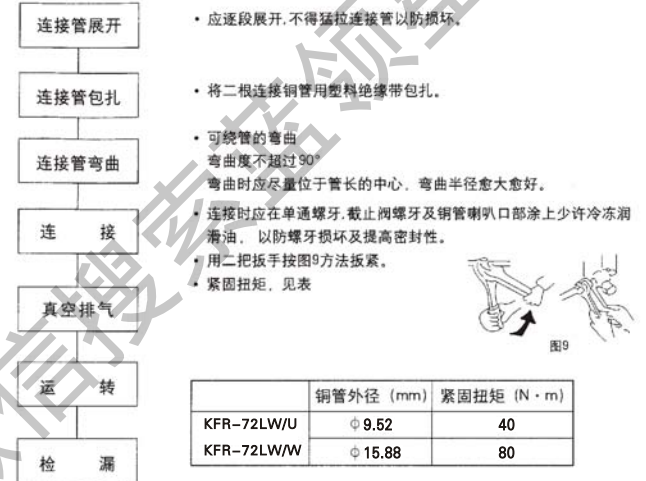 连接管展开
· 应逐段展开,不得猛拉连接管以防损坏。
连接管包扎
· 将二根连接铜管用塑料绝缘带包扎。
连接管弯曲
· 可绕管的弯曲
弯曲度不超过90°
弯曲时应尽量位于管长的中心，弯曲半径愈大愈好。
连 接
· 连接时应在单通螺牙,截止阀螺牙及铜管喇叭口部涂上少许冷冻润
滑油，以防螺牙损坏及提高密封性。
· 用二把扳手按图9方法扳紧。
· 紧固扭矩，见表
图9
真空排气
运 转
检 漏
铜管外径 (mm) 紧固扭矩 (N·m)
KFR-72LW/U ϕ9.52 40
KFR-72LW/W ϕ15.88 80
微信搜索蓝领星